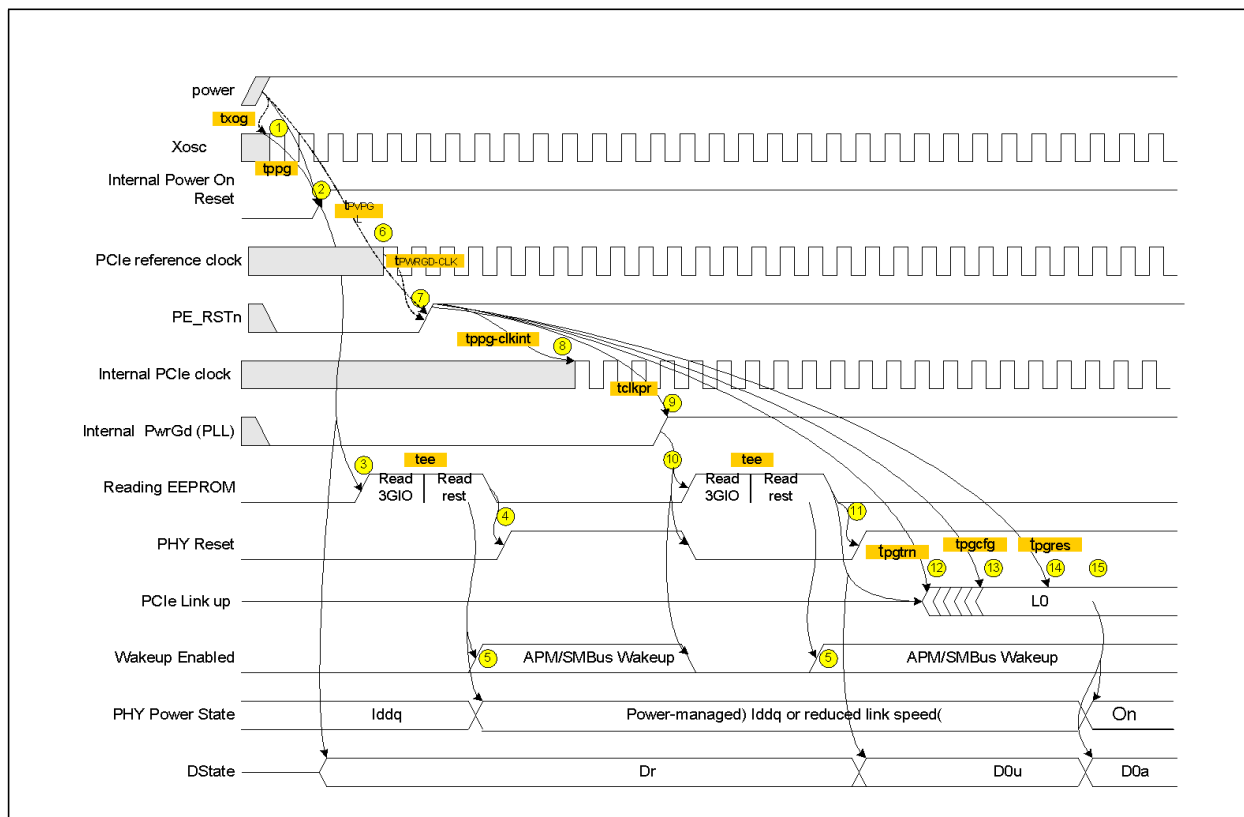 power
txog
1
Xosc
tppg
Internal Power On
Reset
2
tPVPG
L
6
PCIe reference clock
tPWRGD-CLK
7
PE_RSTn
tppg-clkint
8
Internal PCIe clock
tclkpr
9
Internal PwrGd (PLL)
3
tee
10
tee
Reading EEPROM
Read
3GIO
Read
rest
Read
3GIO
Read
rest
4
11
PHY Reset
tpgtrn
tpgcfg
tpgres
12
13
14
15
PCIe Link up
L0
Wakeup Enabled
5
APM/SMBus Wakeup
5
APM/SMBus Wakeup
PHY Power State
Iddq
Power-managed) Iddq or reduced link speed(
On
DState
Dr
D0u
D0a